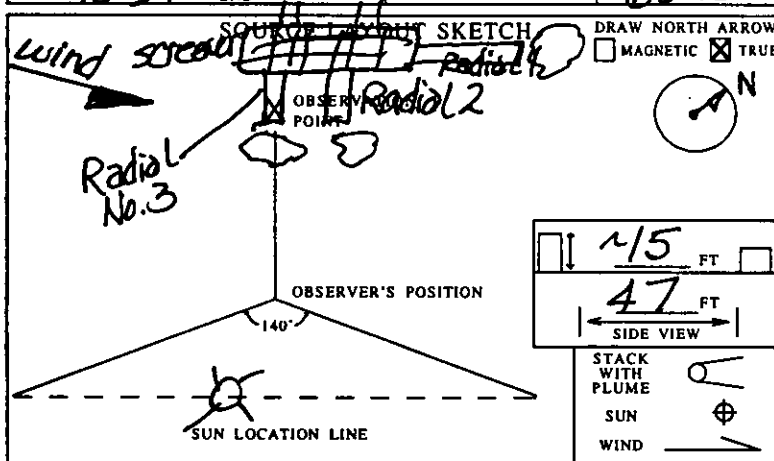 SOURCE LAYOUT SKETCH
DRAW NORTH ARROW
MAGNETIC ☒ TRUE
wind screen
Radial 1
OBSERVATION POINT
Radial 2
N
Radial No.3
~15 FT
47 FT
SIDE VIEW
OBSERVER'S POSITION
140°
SUN LOCATION LINE
STACK
WITH
PLUME
SUN
WIND